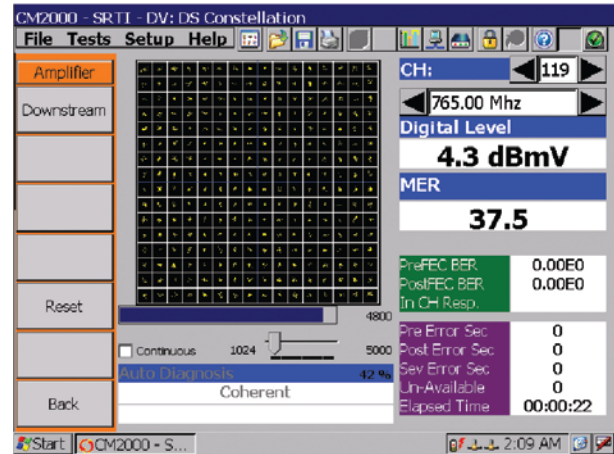 CM2000 - SRTI - DV: DS Constellation
File Tests Setup Help
Amplifier
Downstream
Reset
Back
4800
Continuous 1024 5000
Auto Diagnosis 42 %
Coherent
CH: 119
765.00 Mhz
Digital Level
4.3 dBmV
MER
37.5
PreFEC BER 0.00E0
PostFEC BER 0.00E0
In CH Resp.
Pre Error Sec 0
Post Error Sec 0
Sev Error Sec 0
Un-Available 0
Elapsed Time 00:00:22
Start CM2000 - S... 2:09 AM